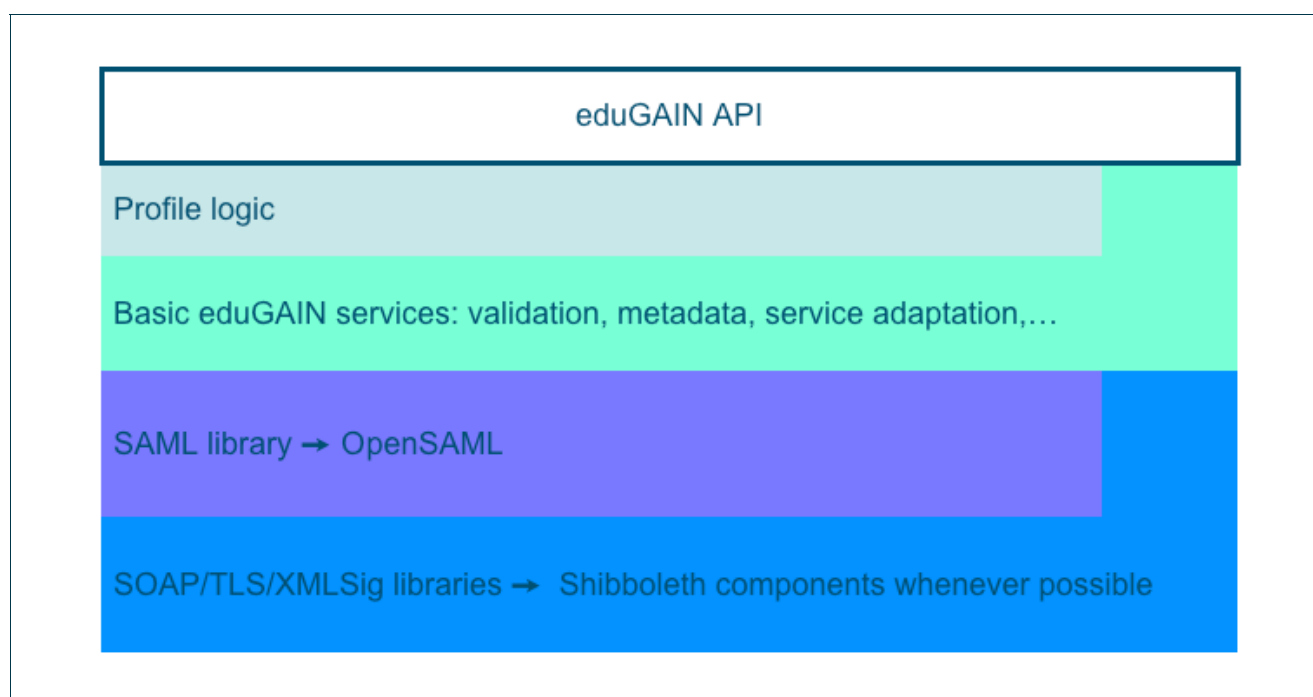 eduGAIN API
Profile logic
Basic eduGAIN services: validation, metadata, service adaptation,…
SAML library → OpenSAML
SOAP/TLS/XMLSig libraries → Shibboleth components whenever possible